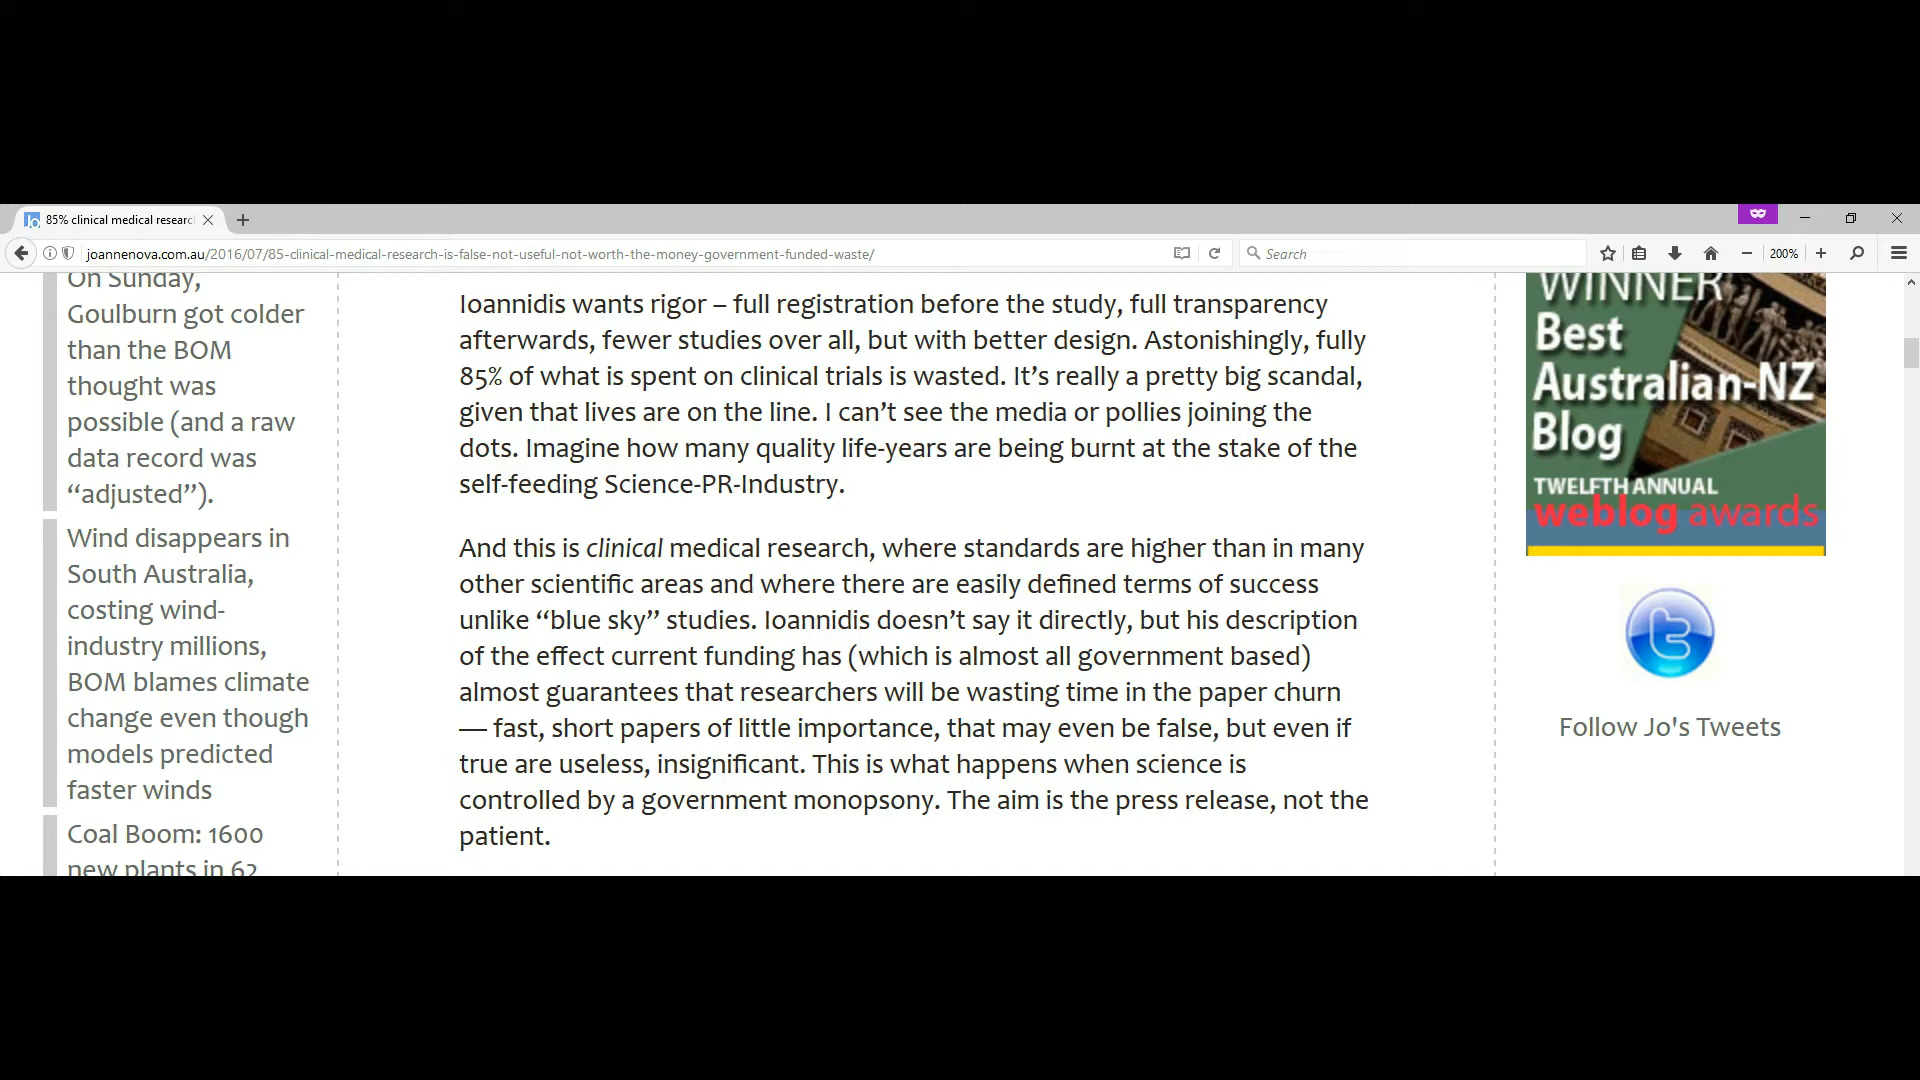 85% clinical medical researc
joannenova.com.au/2016/07/85-clinical-medical-research-is-false-not-useful-not-worth-the-money-government-funded-waste/
Search
200%
On Sunday,
Goulburn got colder
than the BOM
thought was
possible (and a raw
data record was
“adjusted”).
Wind disappears in
South Australia,
costing wind-
industry millions,
BOM blames climate
change even though
models predicted
faster winds
Coal Boom: 1600
new plants in 62
Ioannidis wants rigor – full registration before the study, full transparency
afterwards, fewer studies over all, but with better design. Astonishingly, fully
85% of what is spent on clinical trials is wasted. It’s really a pretty big scandal,
given that lives are on the line. I can’t see the media or pollies joining the
dots. Imagine how many quality life-years are being burnt at the stake of the
self-feeding Science-PR-Industry.
And this is clinical medical research, where standards are higher than in many
other scientific areas and where there are easily defined terms of success
unlike “blue sky” studies. Ioannidis doesn’t say it directly, but his description
of the effect current funding has (which is almost all government based)
almost guarantees that researchers will be wasting time in the paper churn
— fast, short papers of little importance, that may even be false, but even if
true are useless, insignificant. This is what happens when science is
controlled by a government monopsony. The aim is the press release, not the
patient.
WINNER
Best
Australian-NZ
Blog
TWELFTH ANNUAL
weblog awards
Follow Jo's Tweets